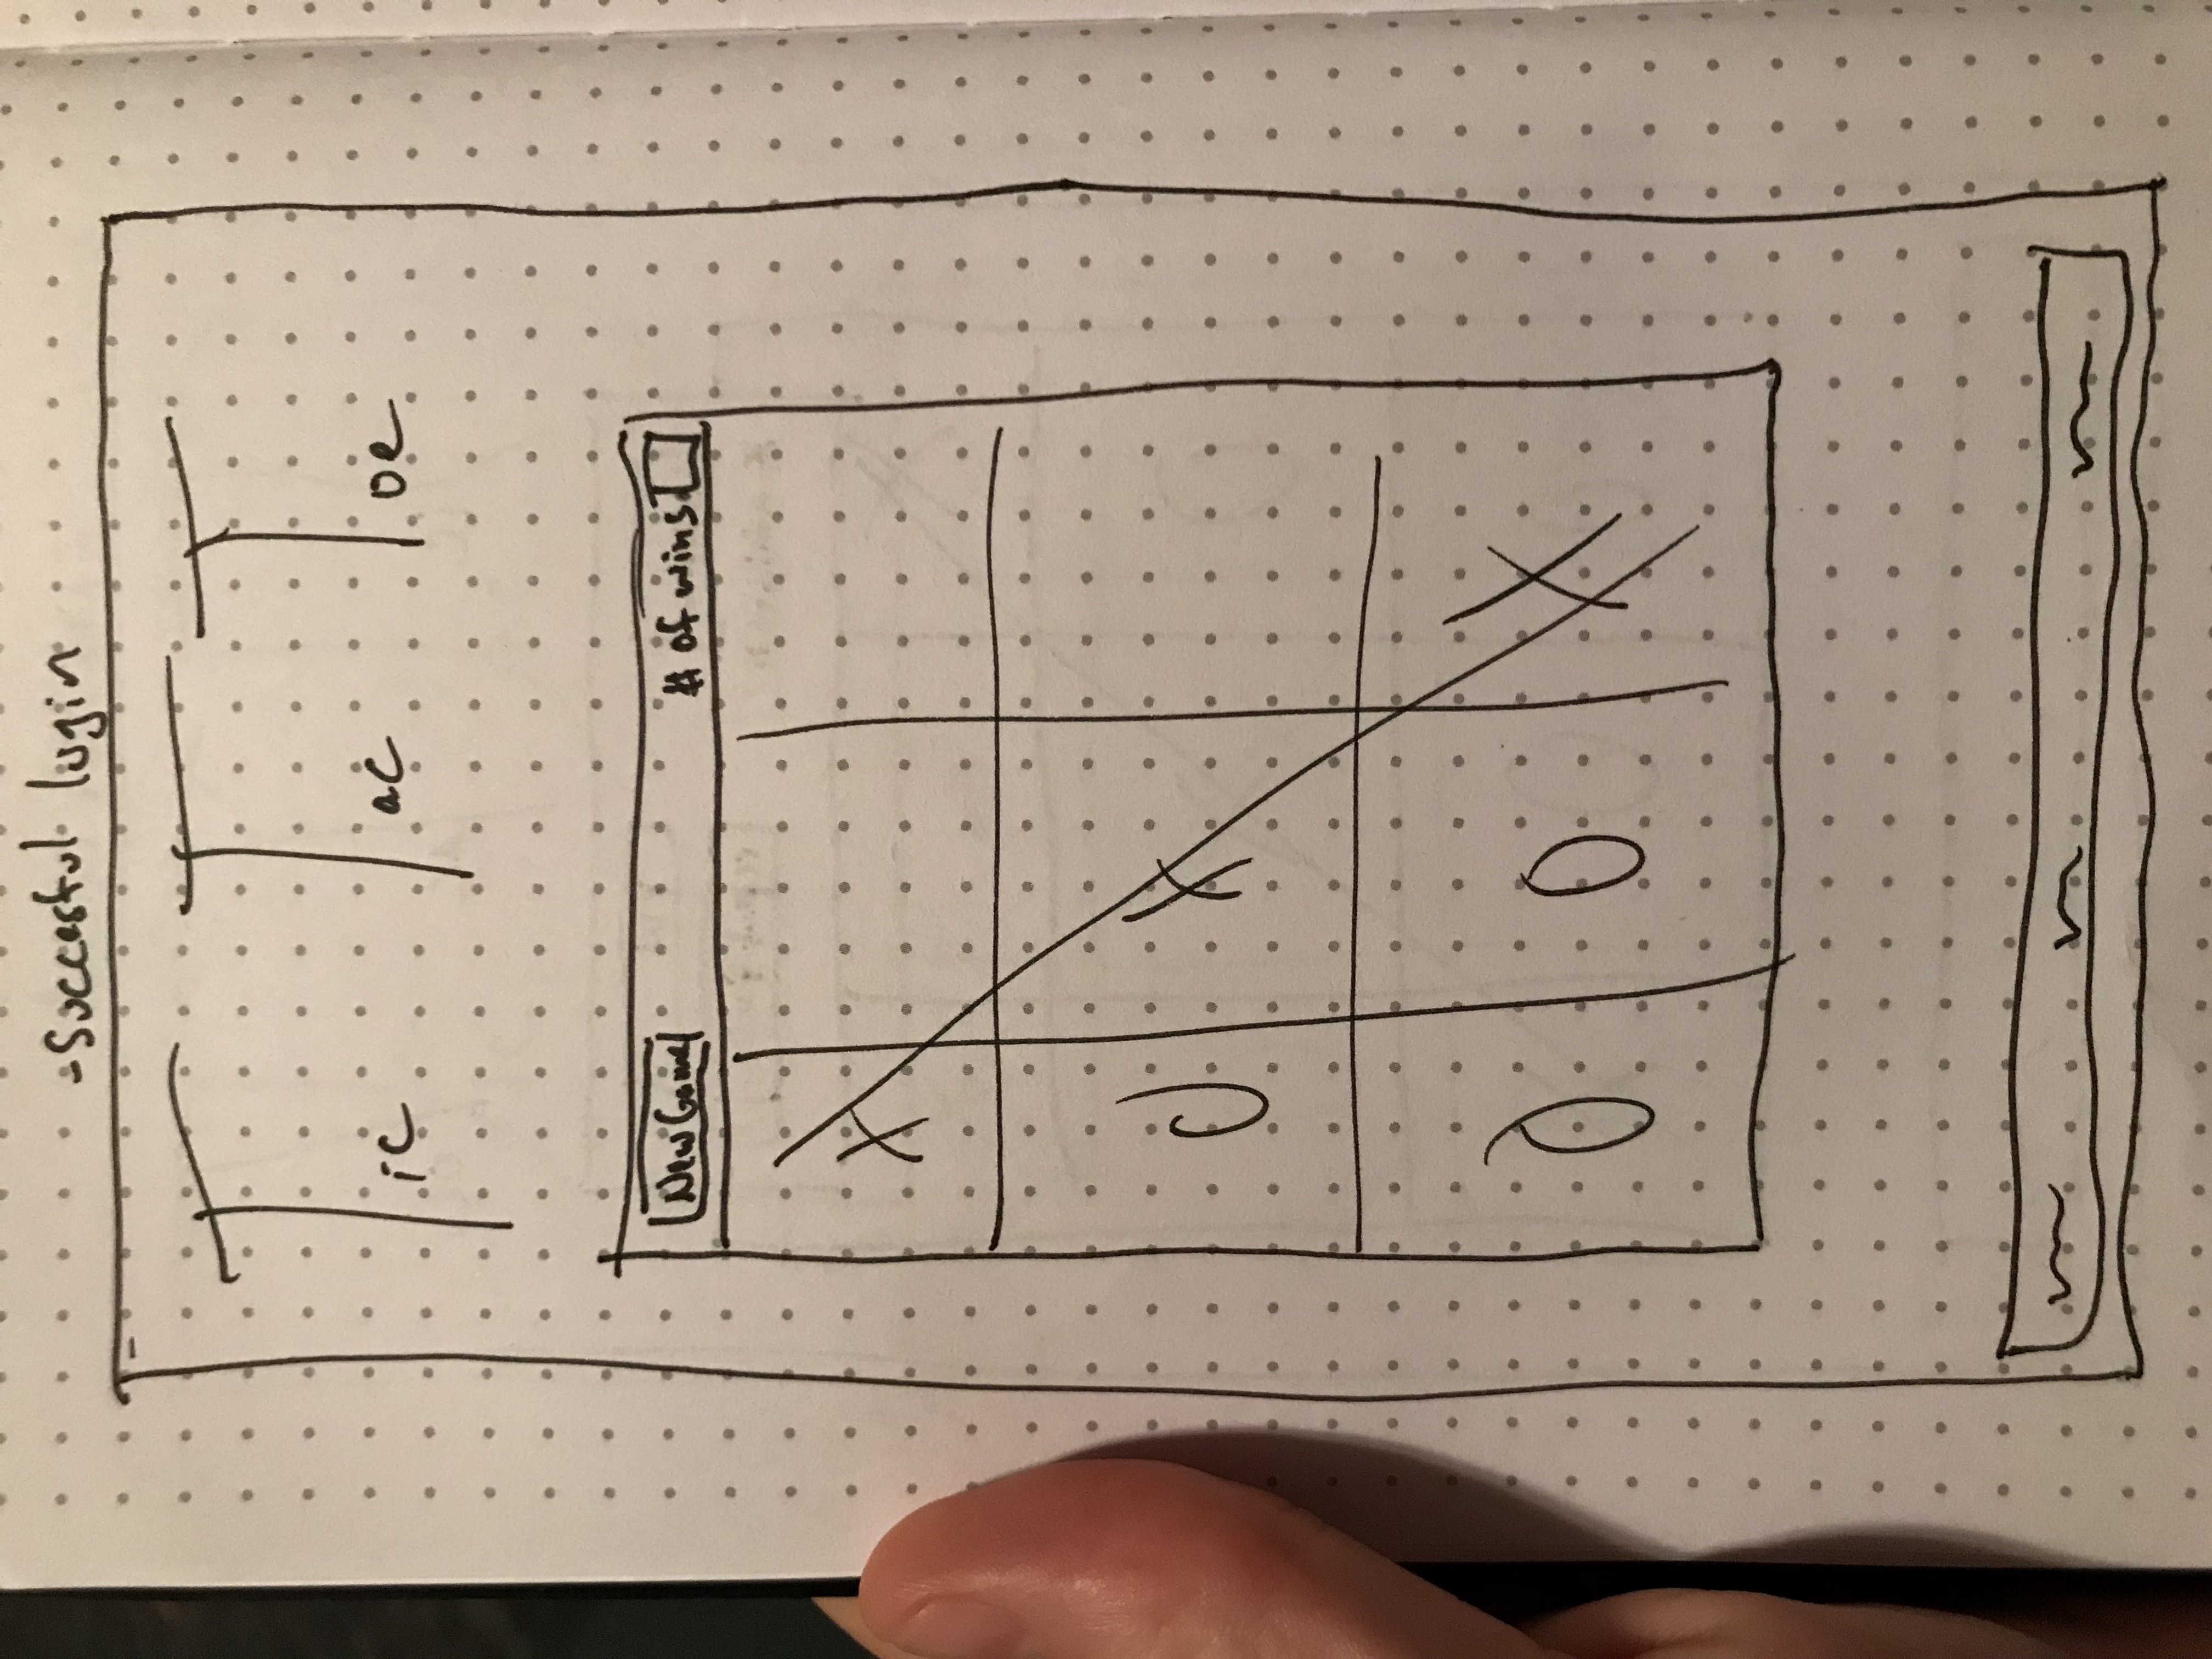 -Succesful login
Tic Tac Toe
New Game # of wins
X
O X
O O X